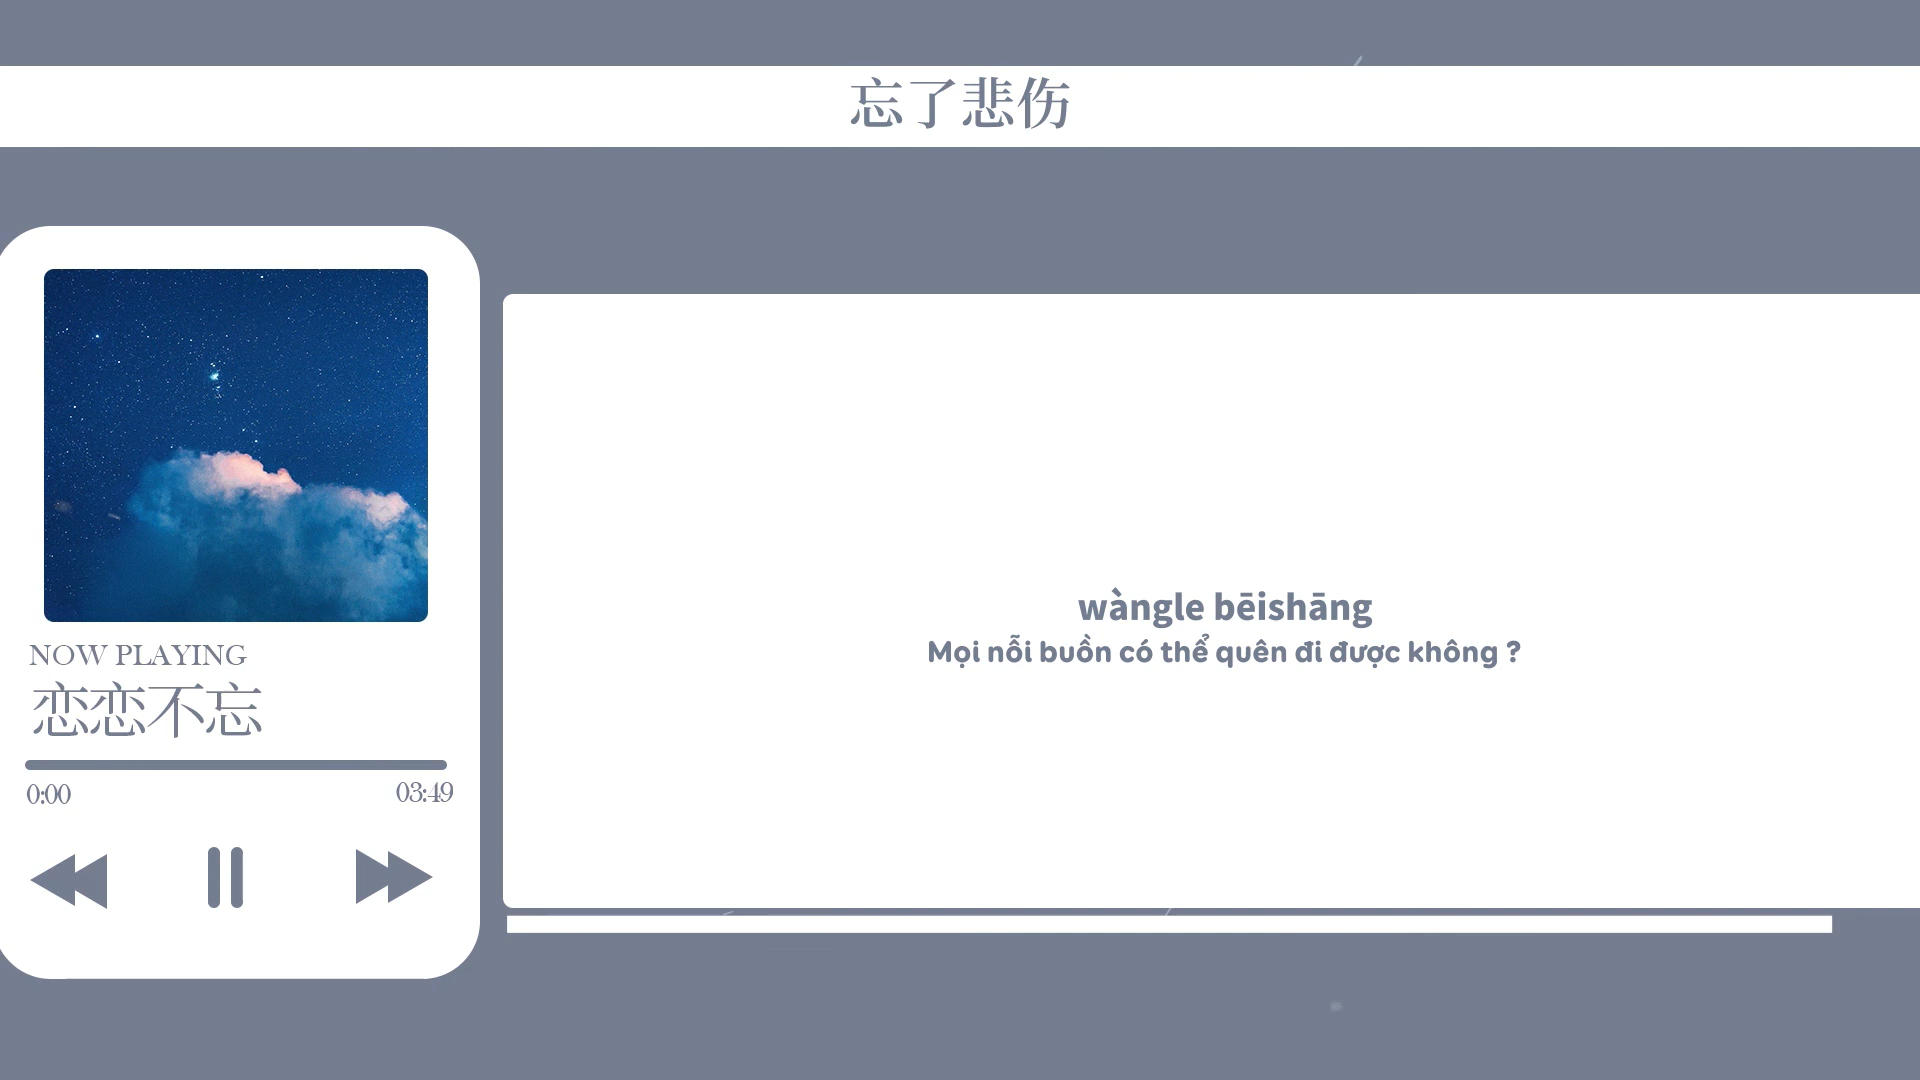 忘了悲伤
NOW PLAYING
恋恋不忘
0:00
03:49
wàngle bēishāng
Mọi nỗi buồn có thể quên đi được không ?